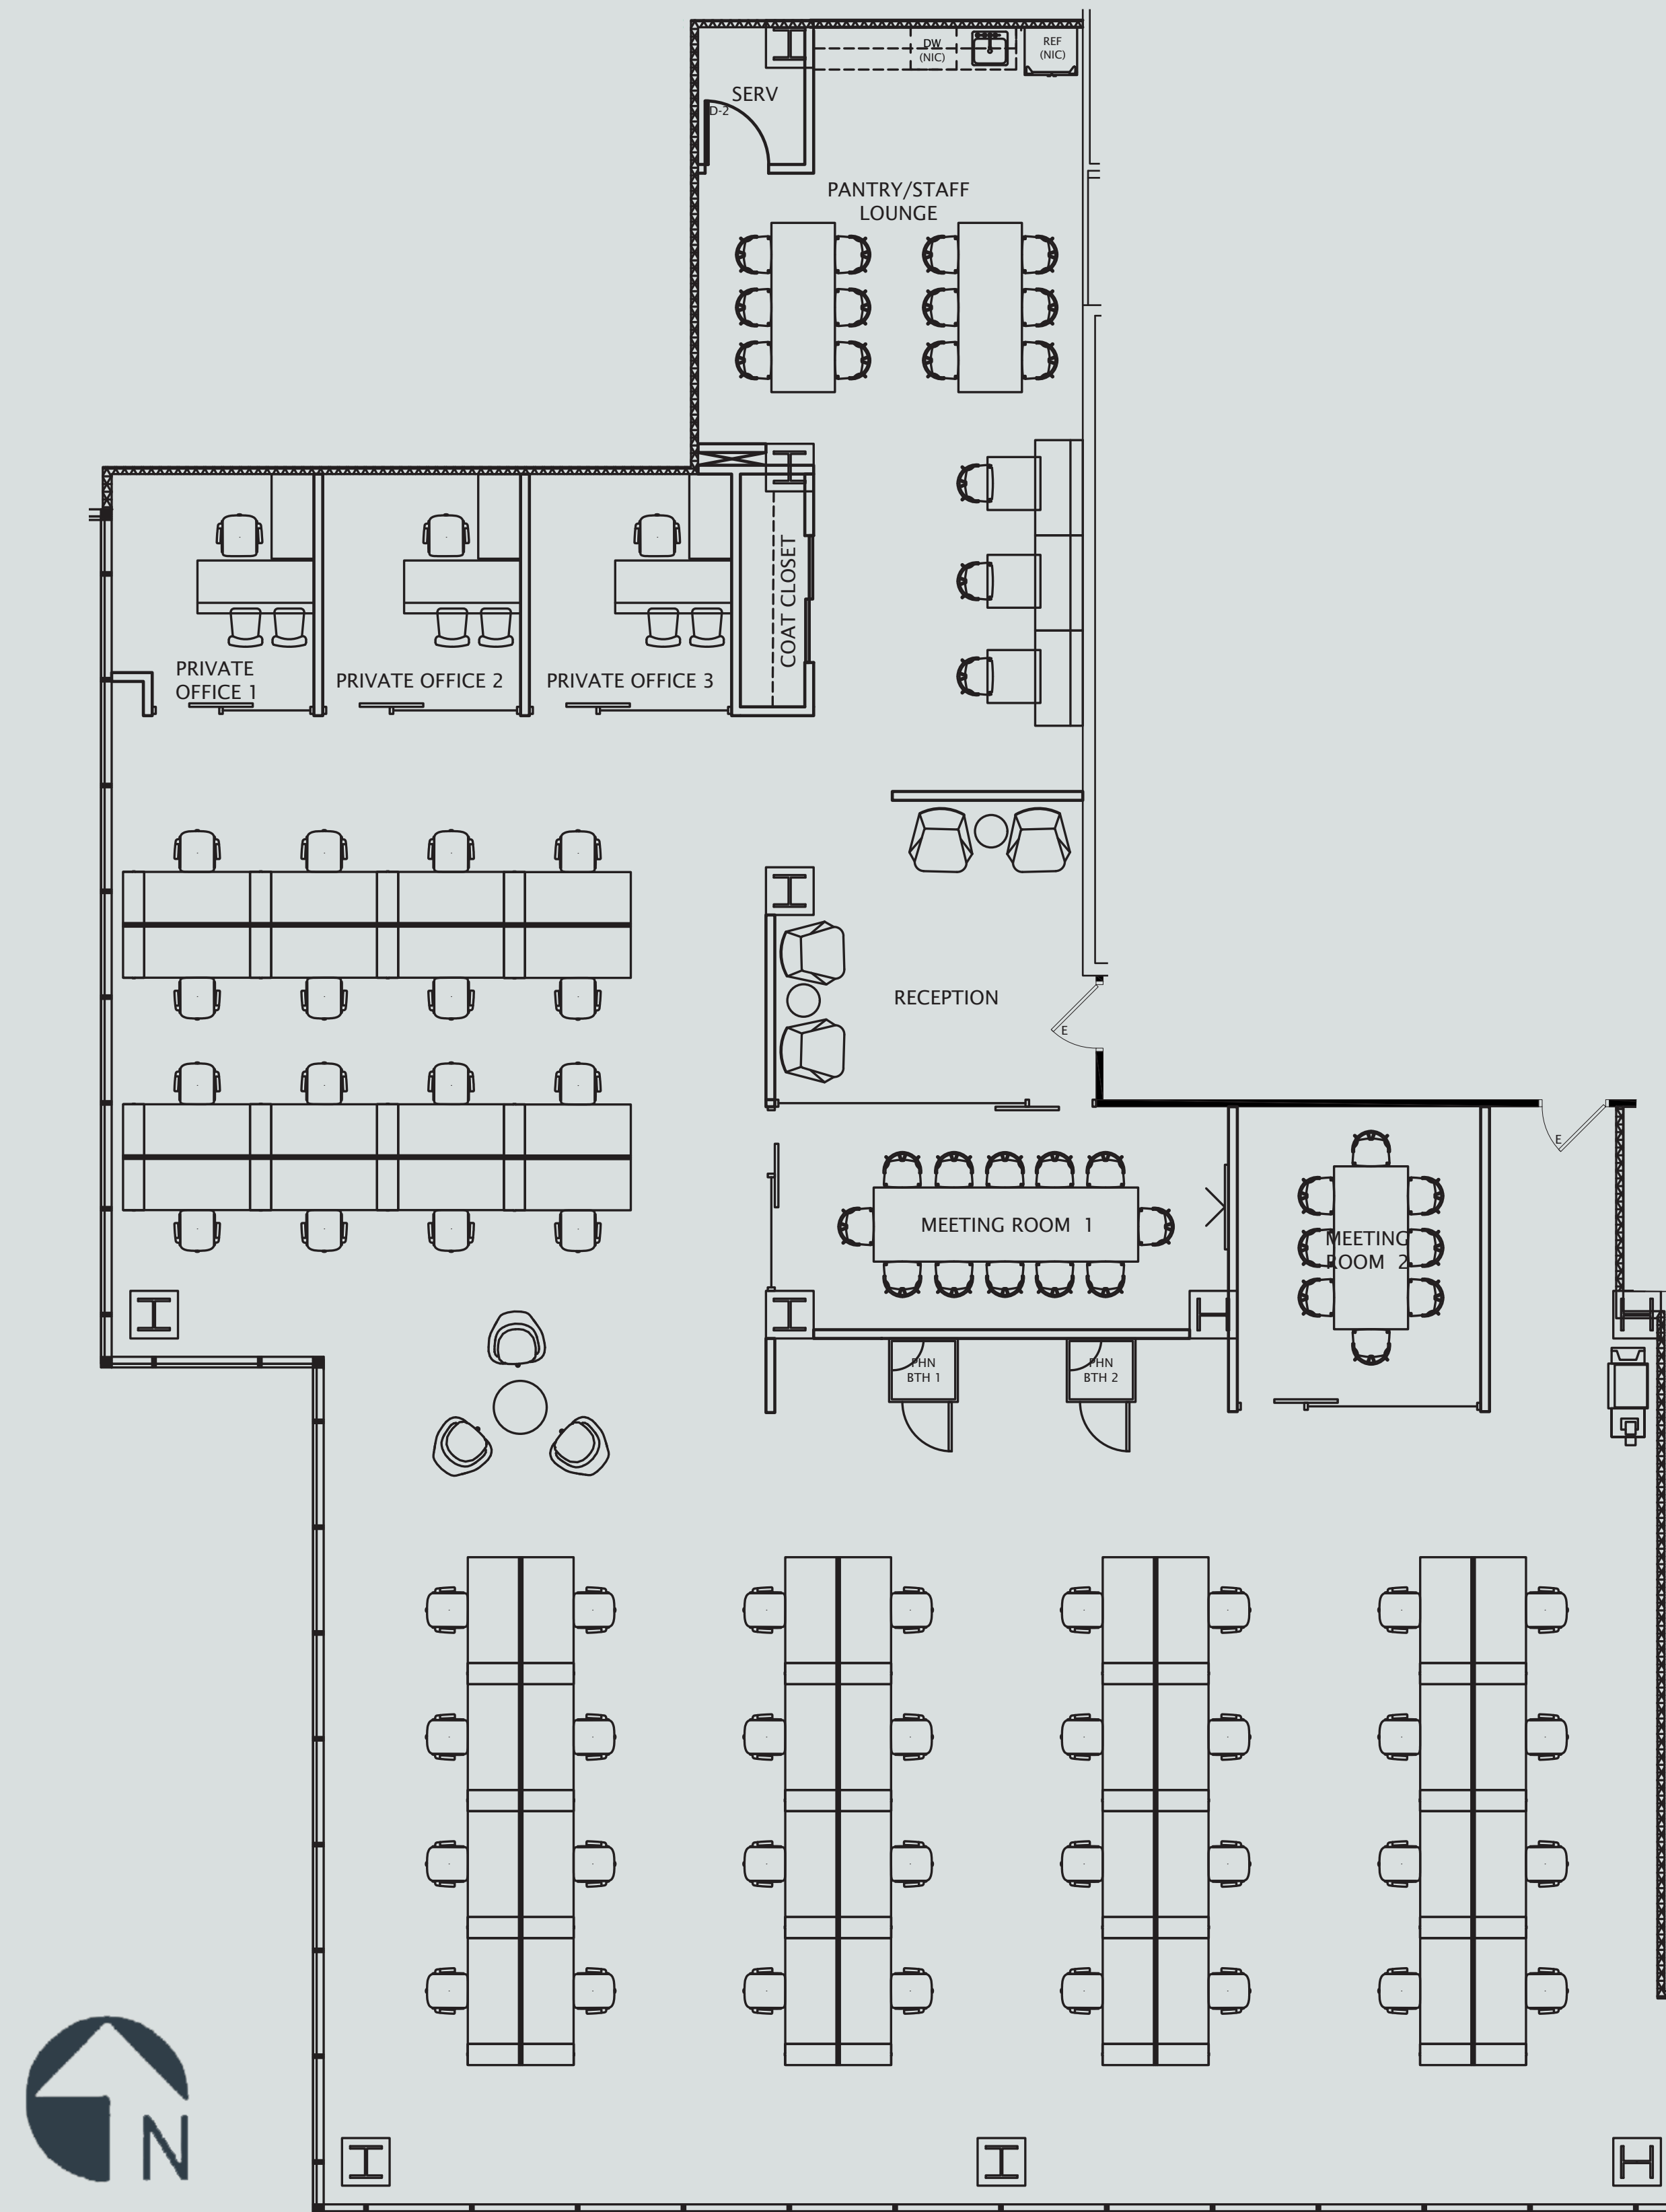 DW
(NIC)
REF
(NIC)
SERV
D-2
PANTRY/STAFF
LOUNGE
COAT CLOSET
PRIVATE
OFFICE 1
PRIVATE OFFICE 2
PRIVATE OFFICE 3
RECEPTION
E
E
MEETING ROOM 1
MEETING
ROOM 2
PHN
BTH 1
PHN
BTH 2
N